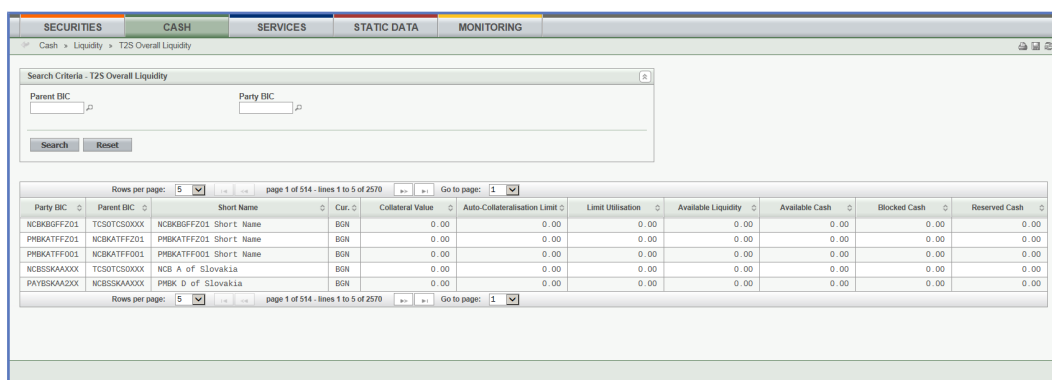 SECURITIES CASH SERVICES STATIC DATA MONITORING
Cash » Liquidity » T2S Overall Liquidity
Search Criteria - T2S Overall Liquidity
Parent BIC Party BIC
Search Reset
Rows per page: 5 page 1 of 514 - lines 1 to 5 of 2570 Go to page: 1
Party BIC Parent BIC Short Name Cur. Collateral Value Auto-Collateralisation Limit Limit Utilisation Available Liquidity Available Cash Blocked Cash Reserved Cash
NCBKBGFFZ01 TCSOTCSOXXX NCBKBGFFZ01 Short Name BGN 0.00 0.00 0.00 0.00 0.00 0.00 0.00
PMBKATFFZ01 NCBKATFFZ01 PMBKATFFZ01 Short Name BGN 0.00 0.00 0.00 0.00 0.00 0.00 0.00
PMBKATFF001 NCBKATFF001 PMBKATFF001 Short Name BGN 0.00 0.00 0.00 0.00 0.00 0.00 0.00
NCBSSKAAXXX TCSOTCSOXXX NCB A of Slovakia BGN 0.00 0.00 0.00 0.00 0.00 0.00 0.00
PAYBSKAA2XX NCBSSKAAXXX PMBK D of Slovakia BGN 0.00 0.00 0.00 0.00 0.00 0.00 0.00
Rows per page: 5 page 1 of 514 - lines 1 to 5 of 2570 Go to page: 1